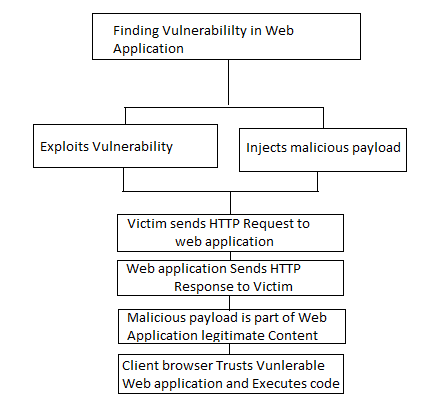 Finding Vulnerabililty in Web
Application
Exploits Vulnerability
Injects malicious payload
Victim sends HTTP Request to
web application
Web application Sends HTTP
Response to Victim
Malicious payload is part of Web
Application legitimate Content
Client browser Trusts Vunlerable
Web application and Executes code